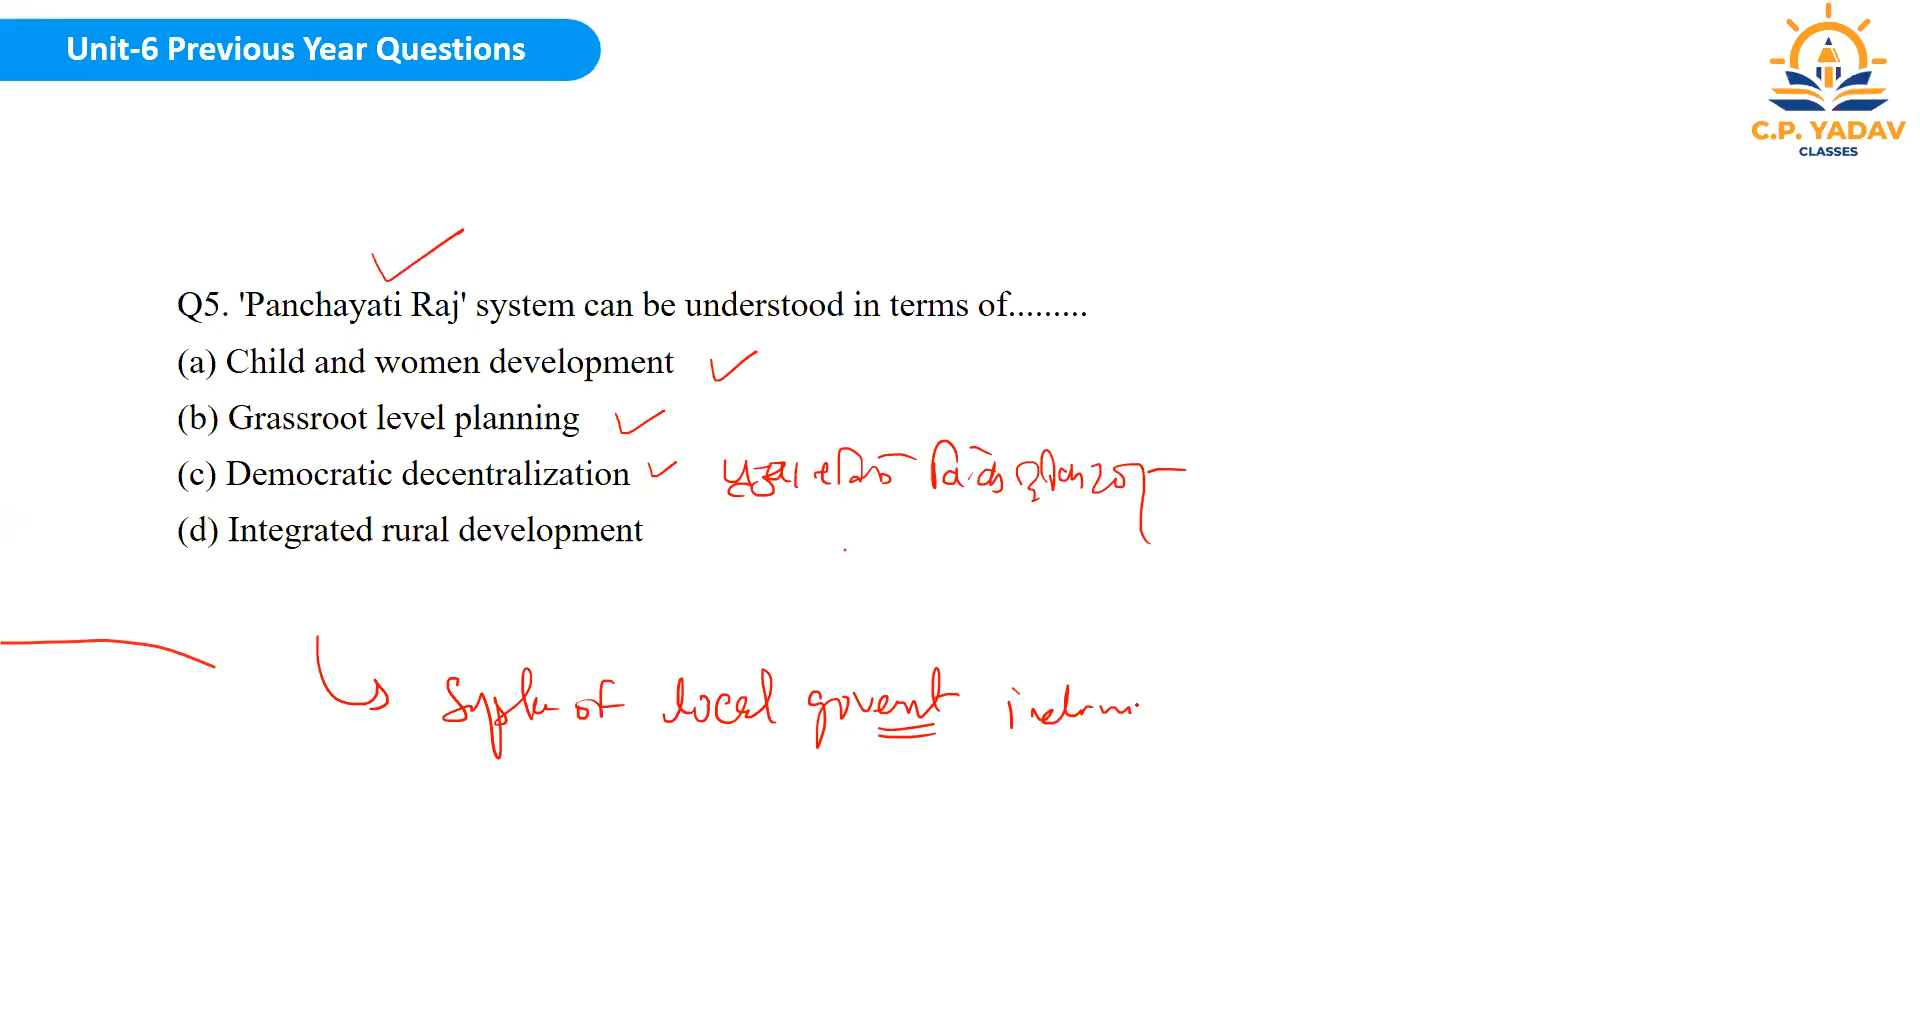 Unit-6 Previous Year Questions
C.P. YADAV
CLASSES
Q5. 'Panchayati Raj' system can be understood in terms of.........
(a) Child and women development
(b) Grassroot level planning
(c) Democratic decentralization
(d) Integrated rural development
of local